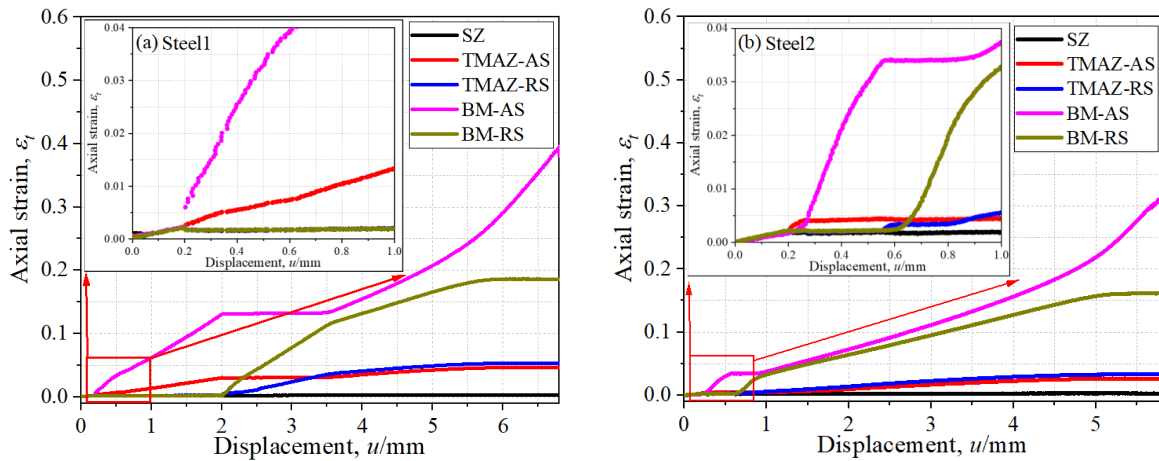 0.6
0.5
0.4
0.3
0.2
0.1
0.0
Axial strain, εt
0 1 2 3 4 5 6
Displacement, u/mm
(a) Steel1
0.04
0.03
0.02
0.01
0.00
Axial strain, εt
0.0 0.2 0.4 0.6 0.8 1.0
Displacement, u/mm
SZ
TMAZ-AS
TMAZ-RS
BM-AS
BM-RS
0.6
0.5
0.4
0.3
0.2
0.1
0.0
Axial strain, εt
0 1 2 3 4 5
Displacement, u/mm
(b) Steel2
0.04
0.03
0.02
0.01
0.00
Axial strain, εt
0.0 0.2 0.4 0.6 0.8 1.0
Displacement, u/mm
SZ
TMAZ-AS
TMAZ-RS
BM-AS
BM-RS